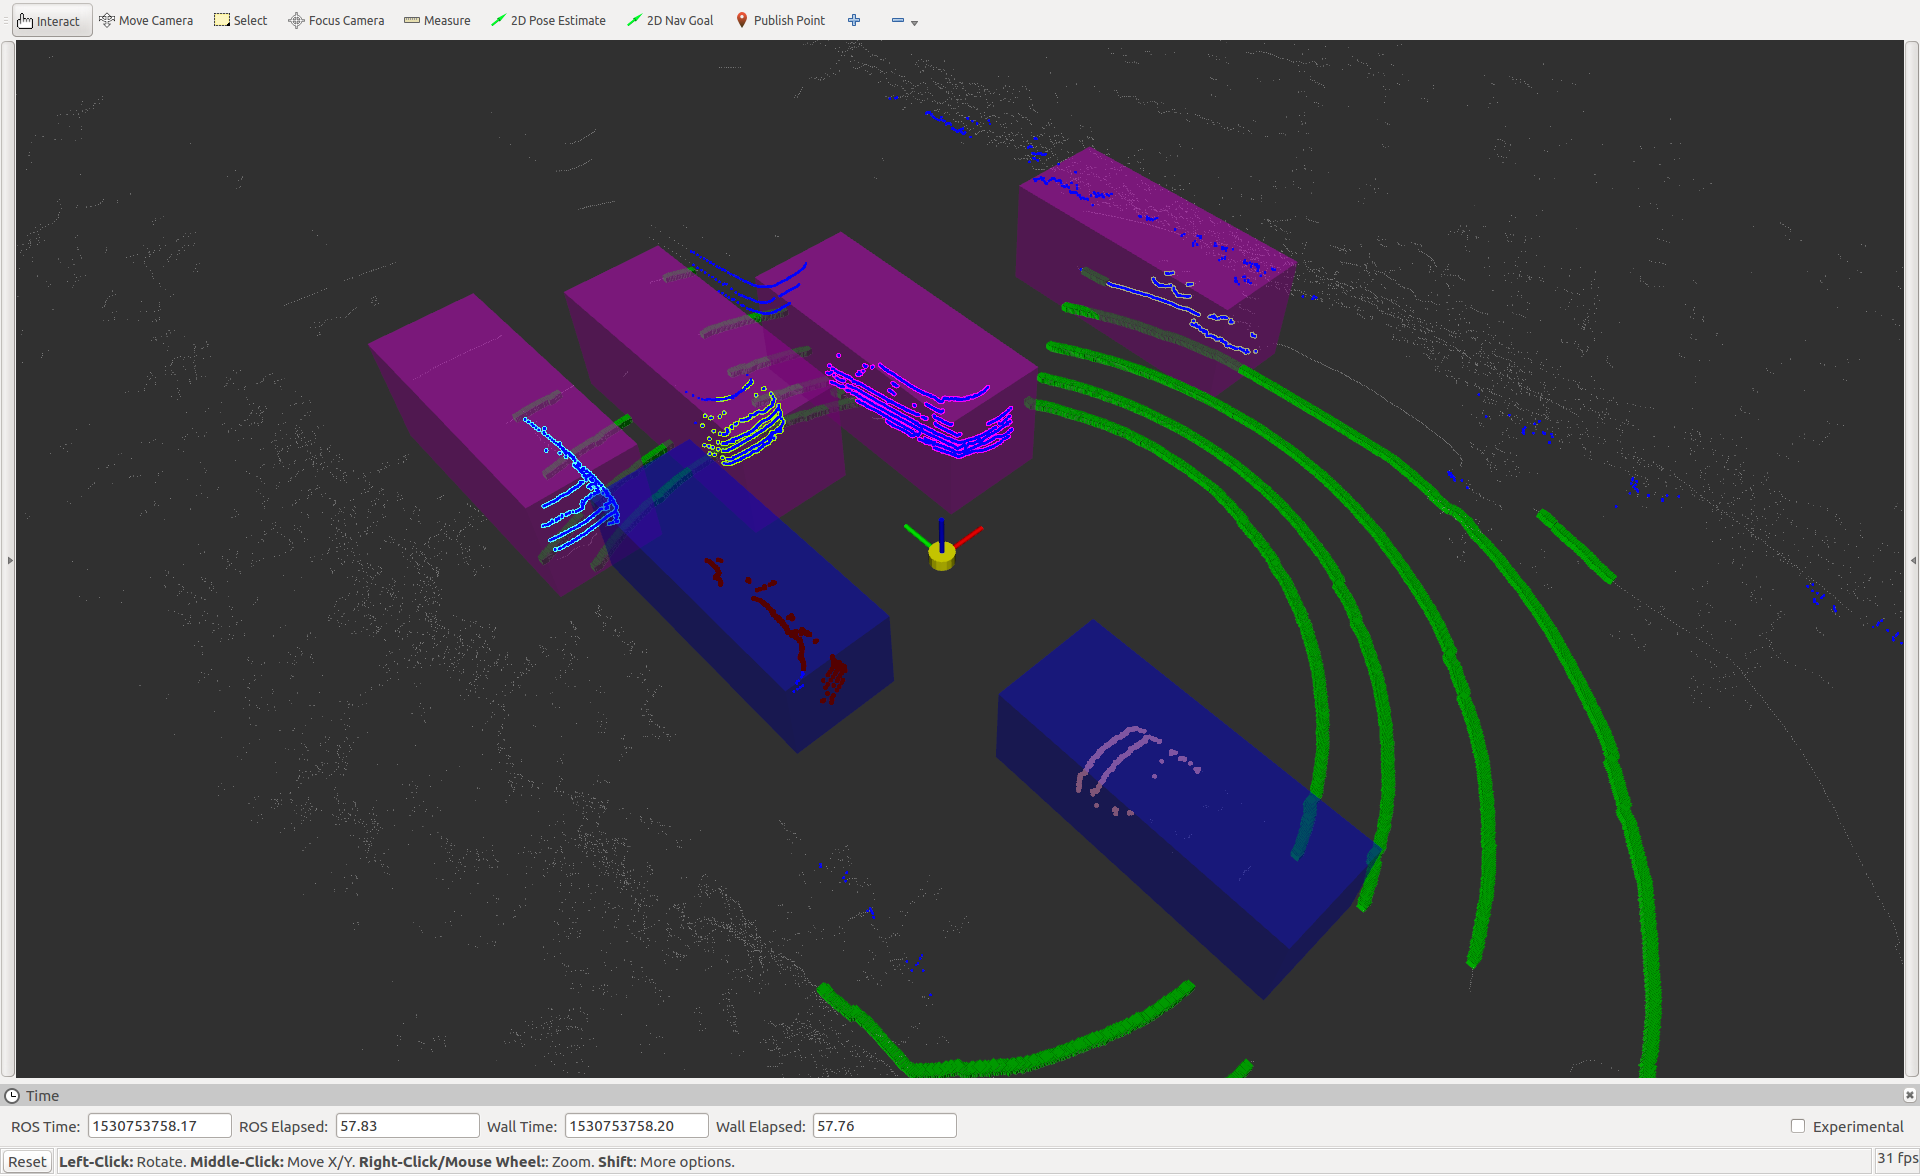 Interact Move Camera Select Focus Camera Measure 2D Pose Estimate 2D Nav Goal Publish Point
Time
ROS Time: 1530753758.17 ROS Elapsed: 57.83 Wall Time: 1530753758.20 Wall Elapsed: 57.76 Experimental
Reset Left-Click: Rotate. Middle-Click: Move X/Y. Right-Click/Mouse Wheel:: Zoom. Shift: More options. 31 fps